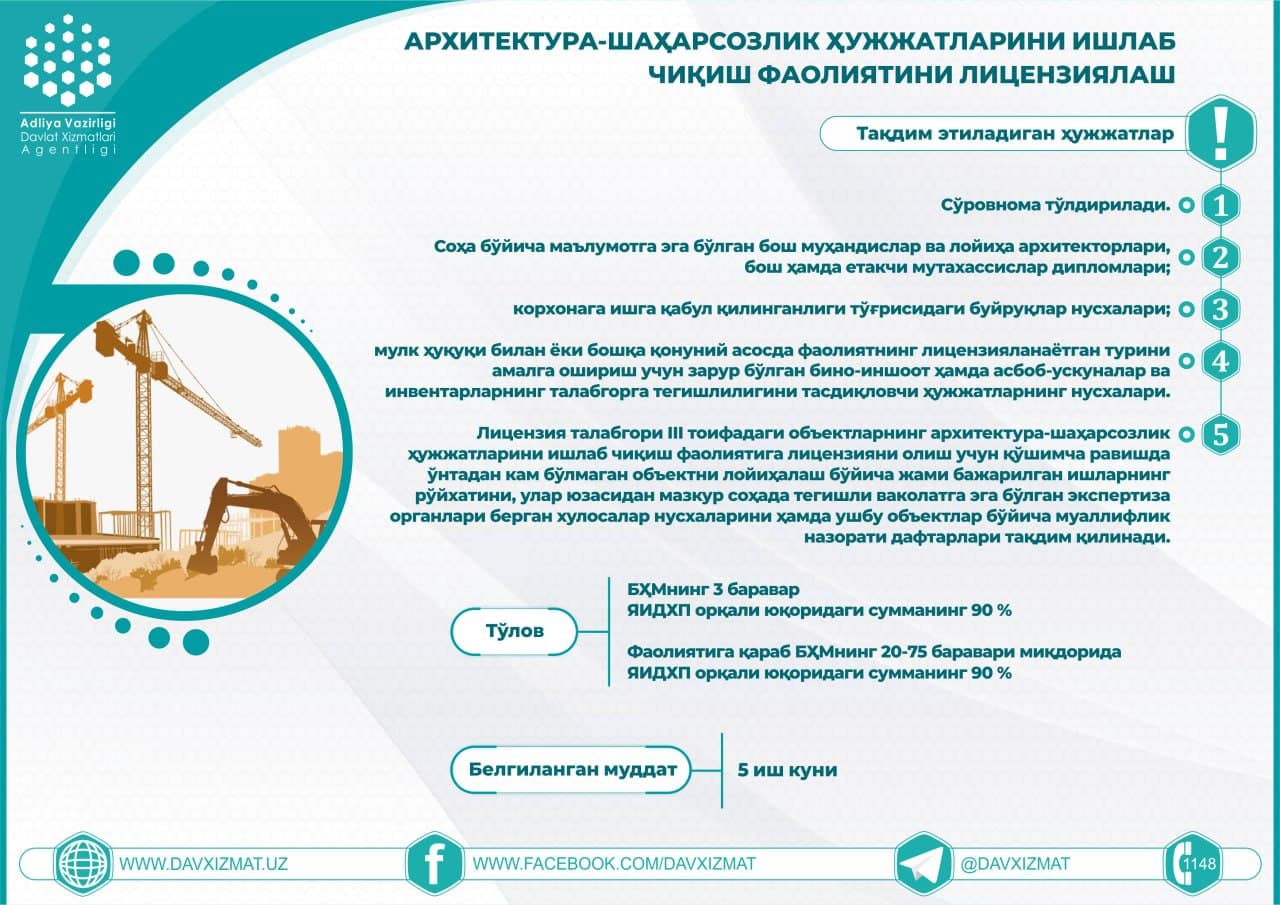 Adliya Vazirligi
Davlat Xizmatlari
Agentligi
АРХИТЕКТУРА-ШАҲАРСОЗЛИК ҲУЖЖАТЛАРИНИ ИШЛАБ
ЧИҚИШ ФАОЛИЯТИНИ ЛИЦЕНЗИЯЛАШ
Тақдим этиладиган ҳужжатлар
!
Сўровнома тўлдирилади.
1
Соҳа бўйича маълумотга эга бўлган бош муҳандислар ва лойиҳа архитекторлари,
бош ҳамда етакчи мутахассислар дипломлари;
2
корхонага ишга қабул қилинганлиги тўғрисидаги буйруқлар нусхалари;
3
мулк ҳуқуқи билан ёки бошқа қонуний асосда фаолиятнинг лицензияланаётган турини
амалга ошириш учун зарур бўлган бино-иншоот ҳамда асбоб-ускуналар ва
инвентарларнинг талабгорга тегишлилигини тасдиқловчи ҳужжатларнинг нусхалари.
4
Лицензия талабгори III тоифадаги объектларнинг архитектура-шаҳарсозлик
ҳужжатларини ишлаб чиқиш фаолиятига лицензияни олиш учун қўшимча равишда
ўнтадан кам бўлмаган объектни лойиҳалаш бўйича жами бажарилган ишларнинг
рўйхатини, улар юзасидан мазкур соҳада тегишли ваколатга эга бўлган экспертиза
органлари берган хулосалар нусхаларини ҳамда ушбу объектлар бўйича муаллифлик
назорати дафтарлари тақдим қилинади.
5
Тўлов
БҲМнинг 3 баравар
ЯИДХП орқали юқоридаги сумманинг 90 %
Фаолиятига қараб БҲМнинг 20-75 баравари миқдорида
ЯИДХП орқали юқоридаги сумманинг 90 %
Белгиланган муддат
5 иш куни
WWW.DAVXIZMAT.UZ
f
WWW.FACEBOOK.COM/DAVXIZMAT
@DAVXIZMAT
1148